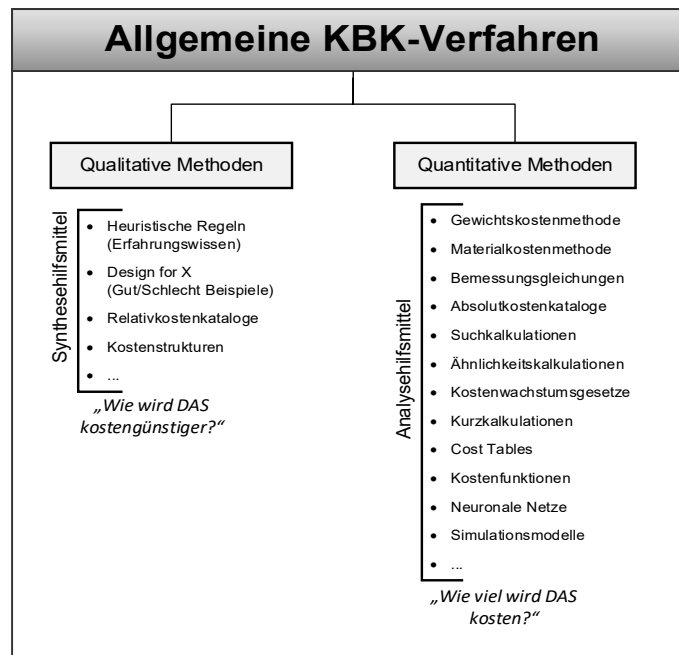 Allgemeine KBK-Verfahren
Qualitative Methoden
Synthesehilfsmittel
• Heuristische Regeln
(Erfahrungswissen)
• Design for X
(Gut/Schlecht Beispiele)
• Relativkostenkataloge
• Kostenstrukturen
• ...
„Wie wird DAS
kostengünstiger?“
Quantitative Methoden
Analysehilfsmittel
• Gewichtskostenmethode
• Materialkostenmethode
• Bemessungsgleichungen
• Absolutkostenkataloge
• Suchkalkulationen
• Ähnlichkeitskalkulationen
• Kostenwachstumsgesetze
• Kurzkalkulationen
• Cost Tables
• Kostenfunktionen
• Neuronale Netze
• Simulationsmodelle
• ...
„Wie viel wird DAS
kosten?“